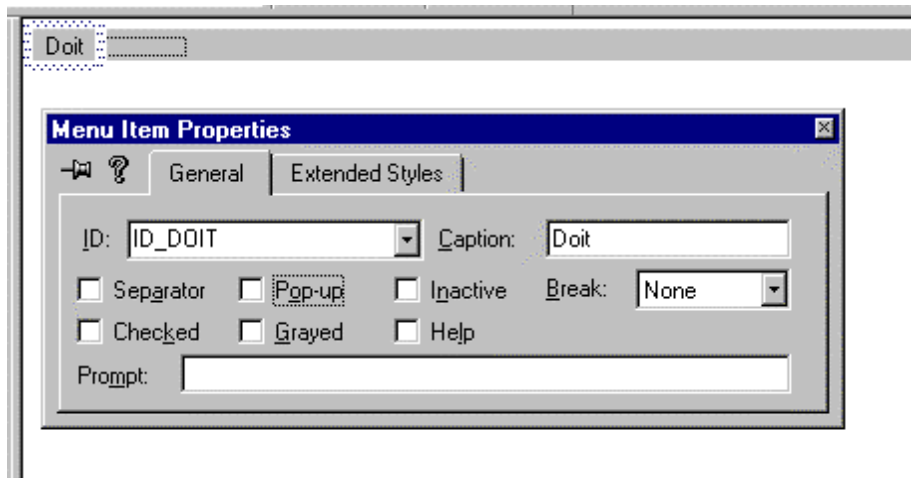 Doit
Menu Item Properties
General Extended Styles
ID: ID_DOIT Caption: Doit
Separator Pop-up Inactive Break: None
Checked Grayed Help
Prompt: